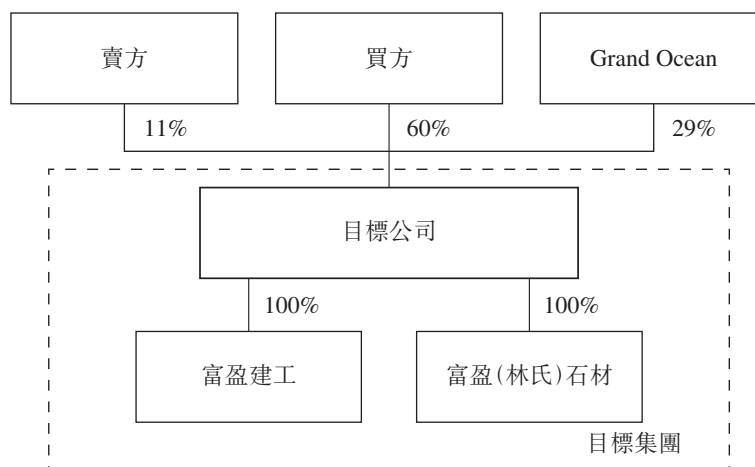 賣方
買方
Grand Ocean
11%
60%
29%
目標公司
100%
100%
富盈建工
富盈(林氏)石材
目標集團